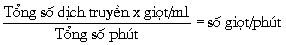 Tổng số dịch truyền x giọt/ml
Tổng số phút
= số giọt/phút